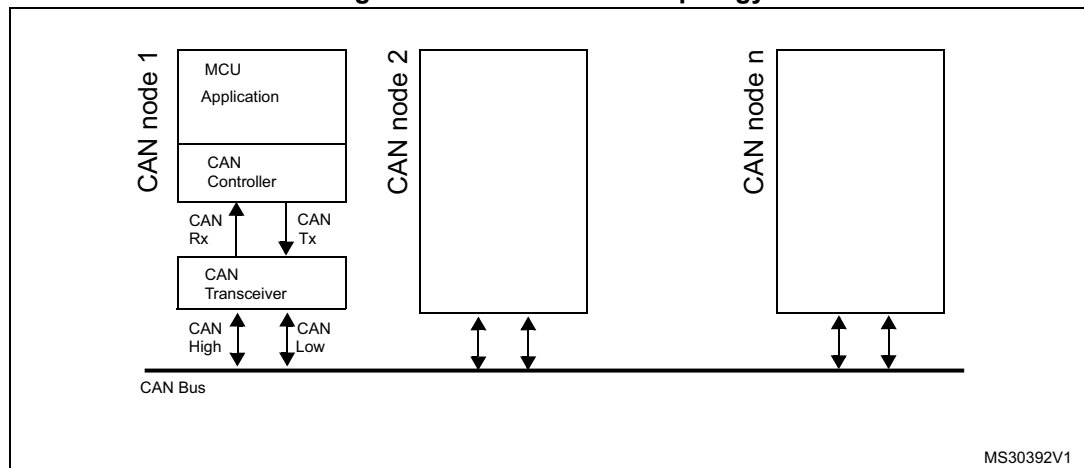 CAN node 1
MCU
Application
CAN
Controller
CAN
Rx
CAN
Tx
CAN
Transceiver
CAN
High
CAN
Low
CAN node 2
CAN node n
CAN Bus
MS30392V1